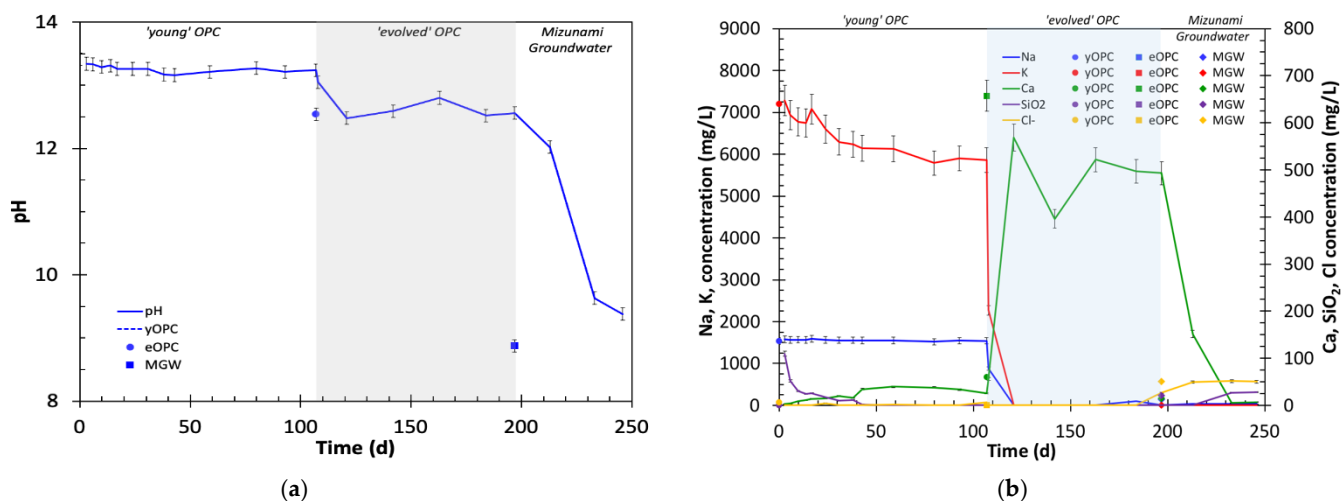 (a)
14
12
10
8
pH
'young' OPC
'evolved' OPC
Mizunami
Groundwater
pH
yOPC
eOPC
MGW
0 50 100 150 200 250
Time (d)
(a)
(b)
9000
8000
7000
6000
5000
4000
3000
2000
1000
0
Na, K, concentration (mg/L)
'young' OPC
'evolved' OPC
Mizunami
Groundwater
Na yOPC eOPC MGW
K yOPC eOPC MGW
Ca yOPC eOPC MGW
SiO2 yOPC eOPC MGW
Cl- yOPC eOPC MGW
800
700
600
500
400
300
200
100
0
Ca, SiO₂, Cl concentration (mg/L)
0 50 100 150 200 250
Time (d)
(b)